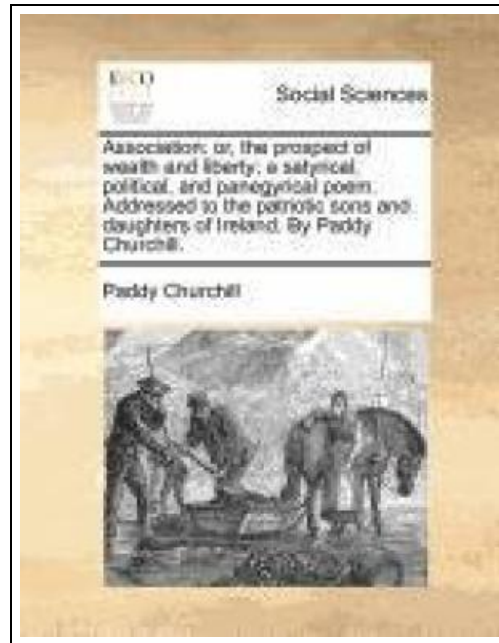 ECCO
Social Sciences
Association: or, the prospect of
wealth and liberty; a satyrical,
political, and panegyrical poem.
Addressed to the patriotic sons and
daughters of Ireland. By Paddy
Churchill.
Paddy Churchill